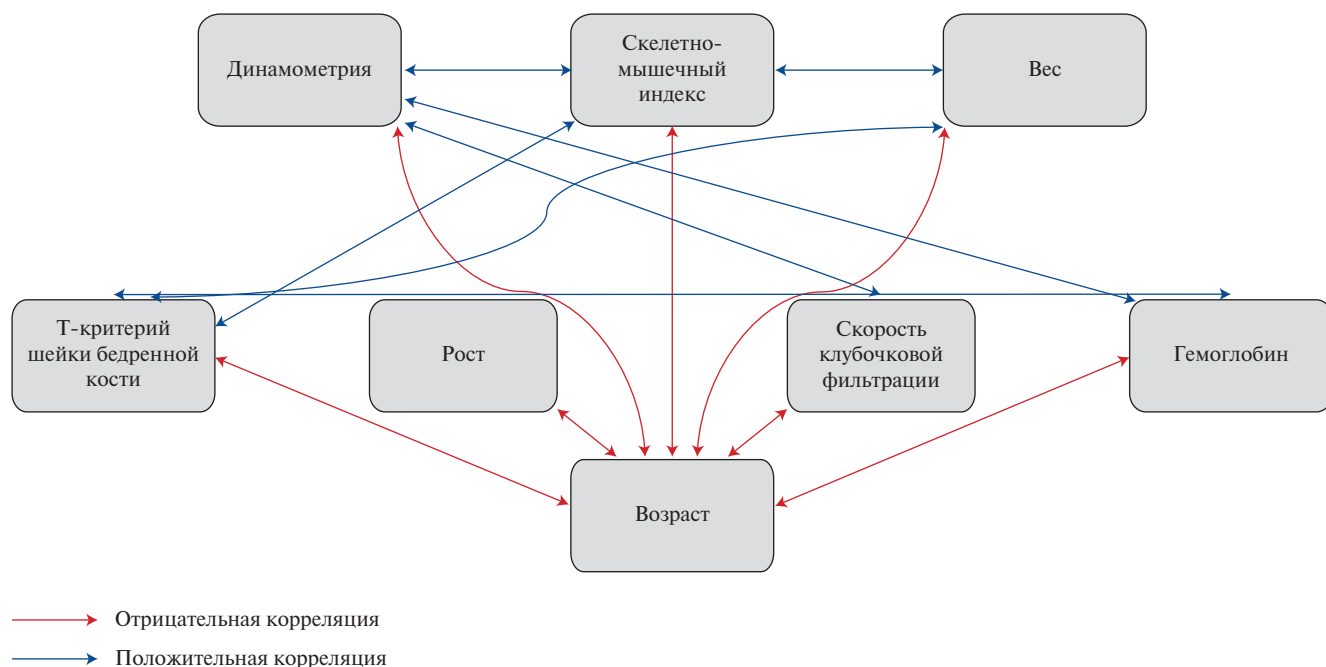 Динамометрия
Скелетно-
мышечный
индекс
Вес
Т-критерий
шейки бедренной
кости
Рост
Скорость
клубочковой
фильтрации
Гемоглобин
Возраст
Отрицательная корреляция
Положительная корреляция